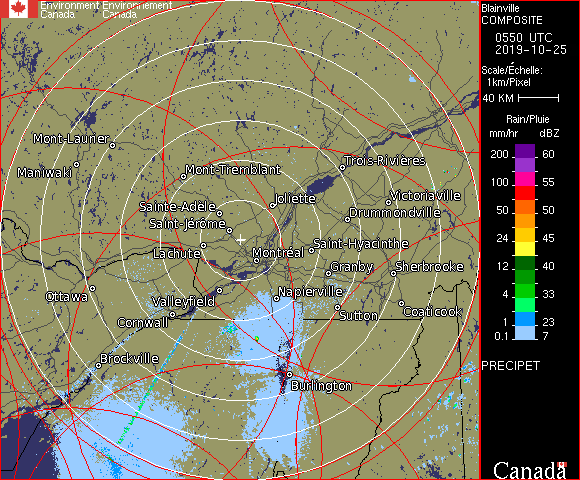 Environment Environnement
Canada Canada
Blainville
COMPOSITE
0550 UTC
2019-10-25
Scale/Échelle:
1km/Pixel
40 KM
Rain/Pluie
mm/hr dBZ
200 60
100 55
50 50
24 45
12 40
4 33
1 23
0.1 7
PRECIPET
Mont-Laurier
Maniwaki
Mont-Tremblant
Trois-Rivières
Joliette
Victoriaville
Sainte-Adèle
Drummondville
Saint-Jérôme
Lachute
Montréal
Saint-Hyacinthe
Granby
Sherbrooke
Ottawa
Valleyfield
Napierville
Cornwall
Sutton
Coaticook
Brockville
Burlington
Canada